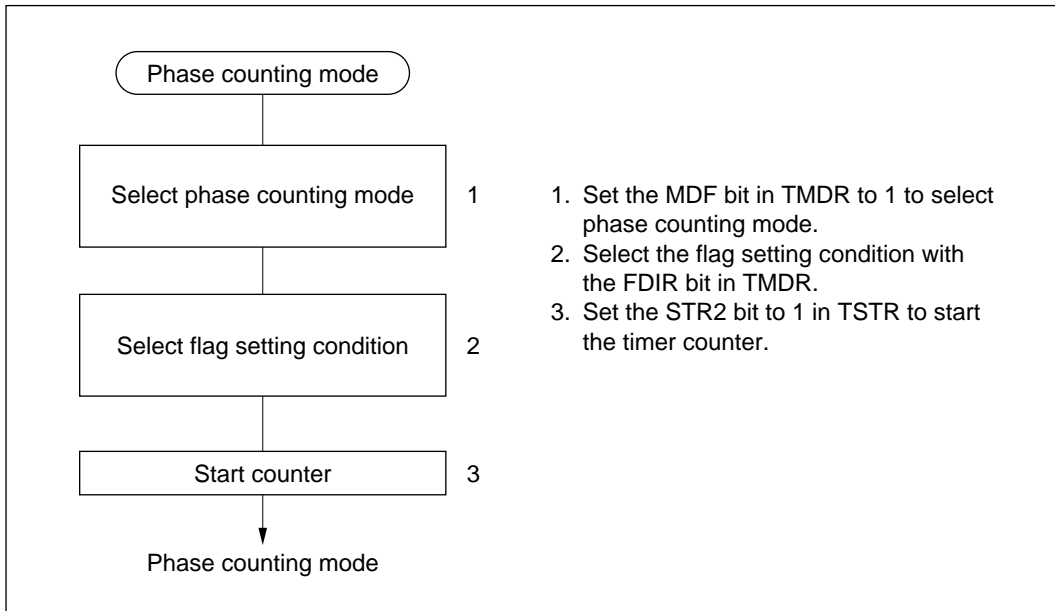 Phase counting mode
Select phase counting mode 1
Select flag setting condition 2
Start counter 3
Phase counting mode
1. Set the MDF bit in TMDR to 1 to select
phase counting mode.
2. Select the flag setting condition with
the FDIR bit in TMDR.
3. Set the STR2 bit to 1 in TSTR to start
the timer counter.